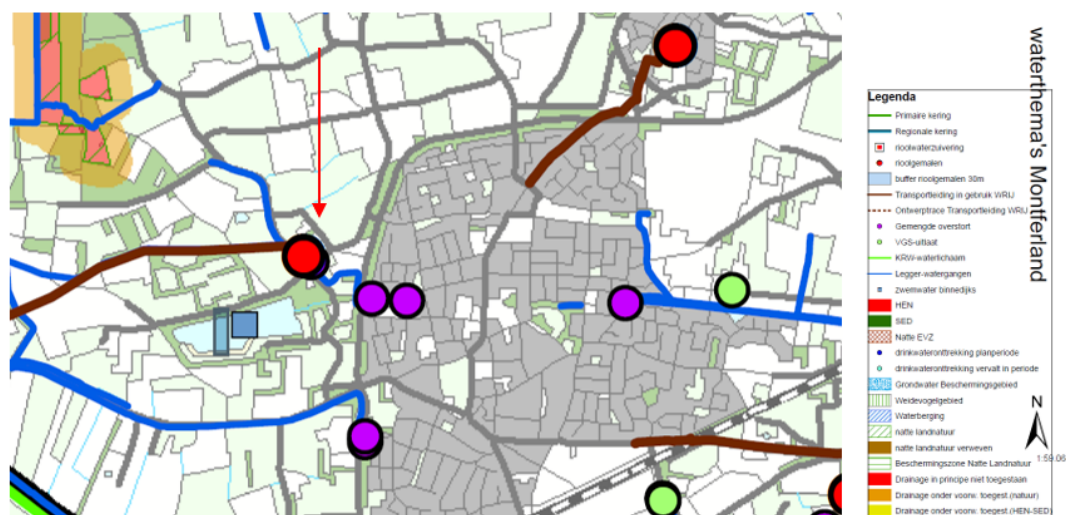 waterthema's Montferland
Legenda
Primaire kering
Regionale kering
rioolwaterzuivering
rioolgemalen
buffer rioolgemalen 30m
Transportleiding in gebruik WRIJ
Ontwerptrace Transportleiding WRIJ
Gemengde overstort
VGS-uitlaat
KRW-waterlichaam
Legger-watergangen
zwemwater binnedijks
HEN
SED
Natte EVZ
drinkwateronttrekking planperiode
drinkwateronttrekking vervalt in periode
Grondwater Beschermingsgebied
Weidevogelgebied
Waterberging
natte landnatuur
natte landnatuur verweven
Beschermingszone Natte Landnatuur
Drainage in principe niet toegestaan
Drainage onder voorw. toegest.(natuur)
Drainage onder voorw. toegest.(HEN-SED)
N